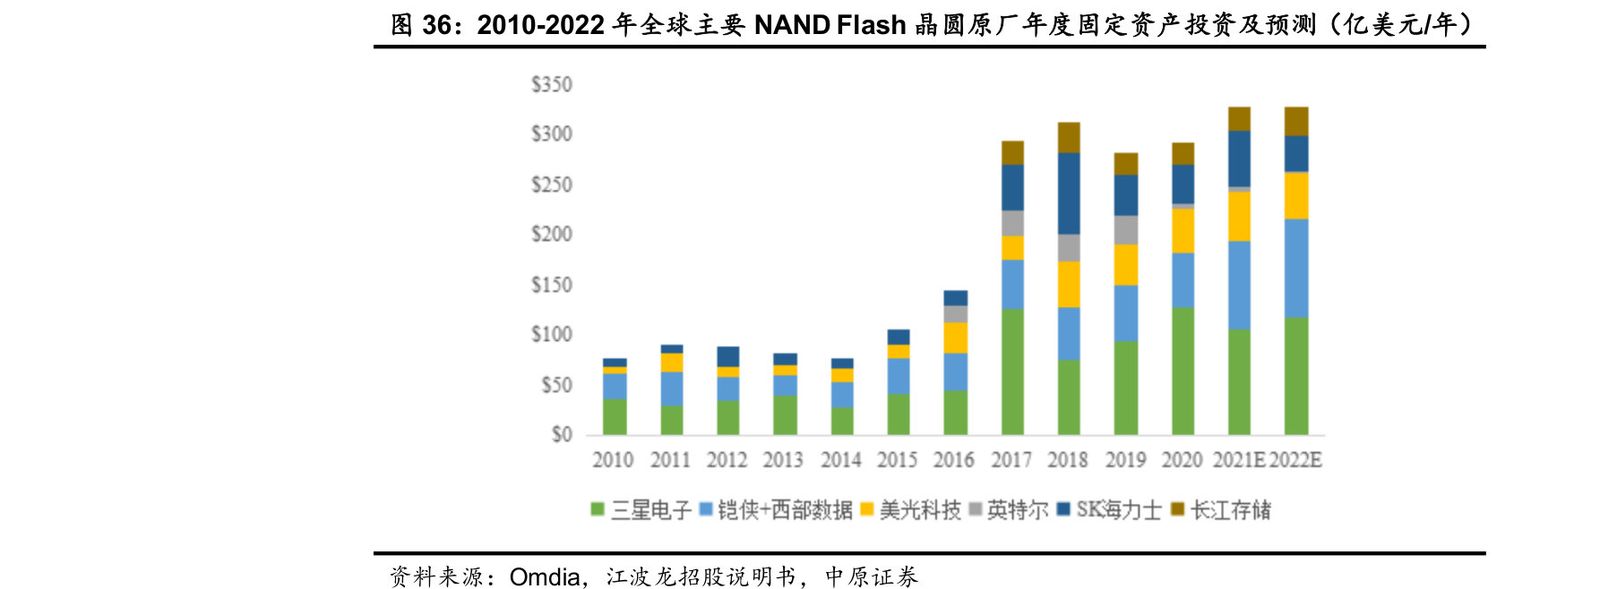 图 36：2010-2022 年全球主要 NAND Flash 晶圆原厂年度固定资产投资及预测（亿美元/年）
$350
$300
$250
$200
$150
$100
$50
$0
2010 2011 2012 2013 2014 2015 2016 2017 2018 2019 2020 2021E 2022E
三星电子 铠侠+西部数据 美光科技 英特尔 SK海力士 长江存储
资料来源：Omdia，江波龙招股说明书，中原证券